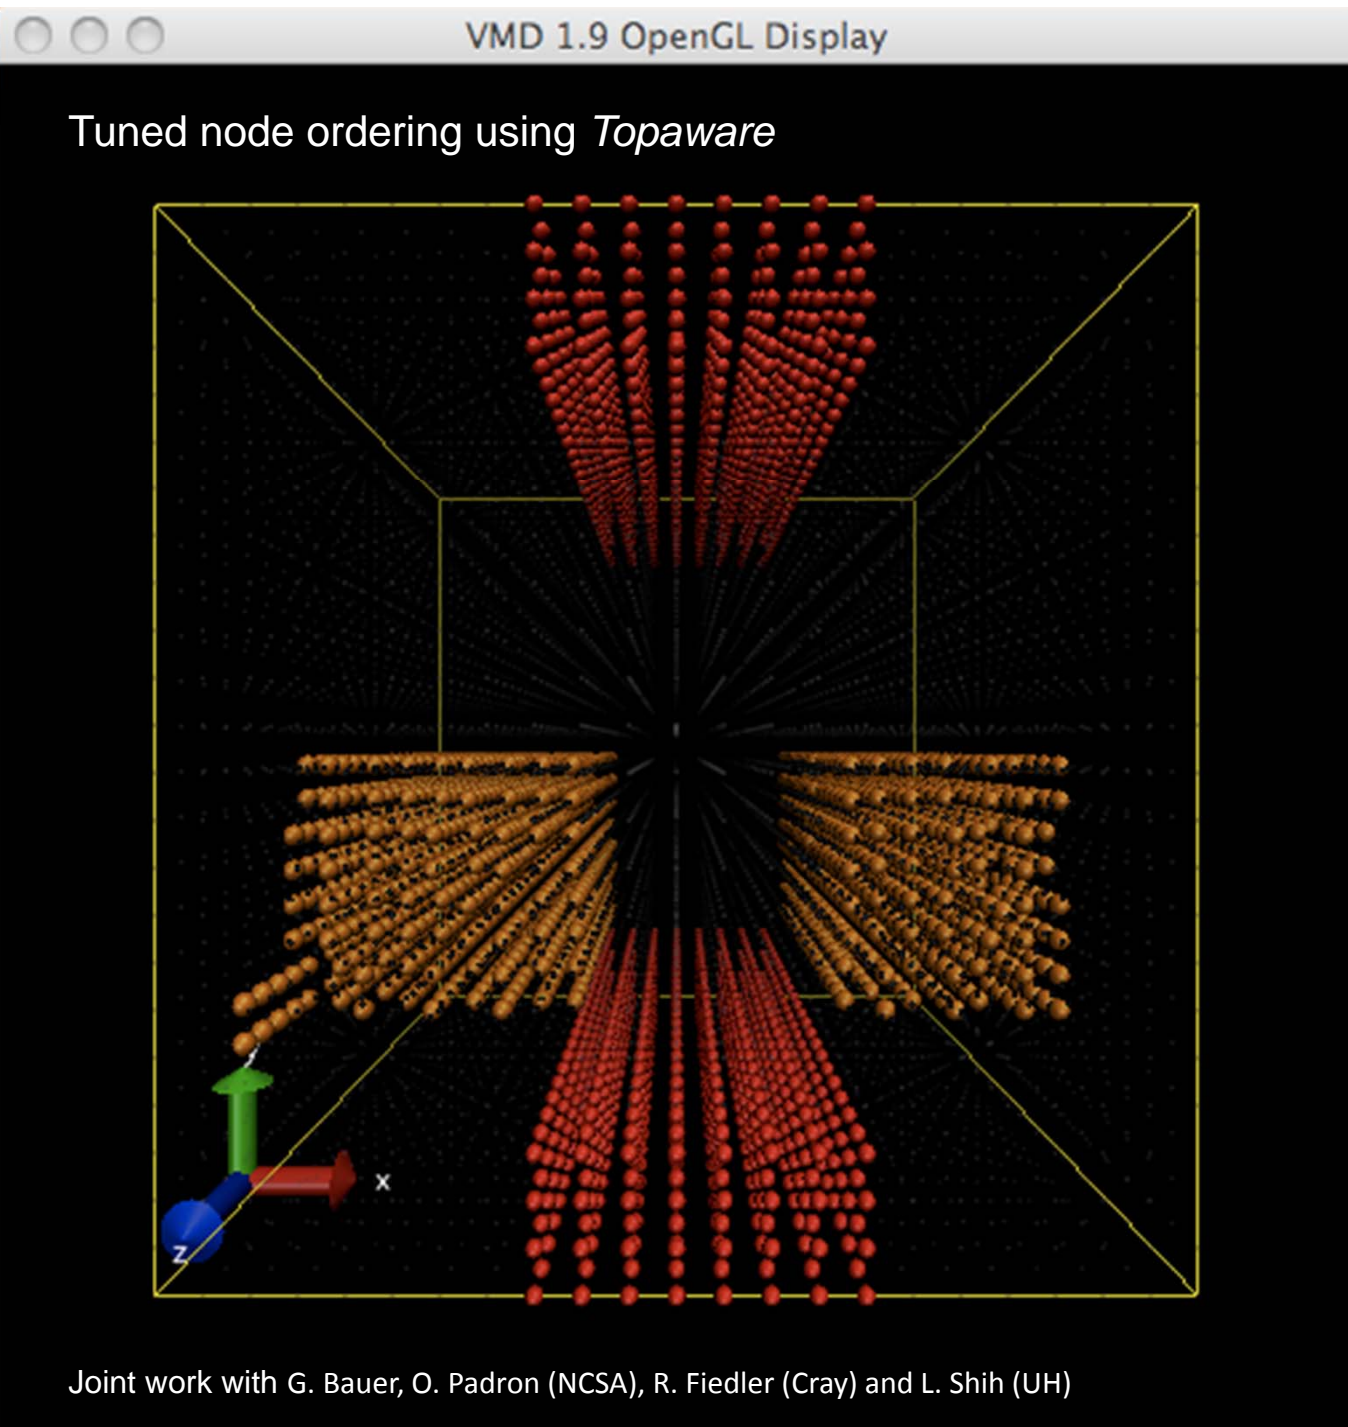 VMD 1.9 OpenGL Display
Tuned node ordering using Topaware
y
x
z
Joint work with G. Bauer, O. Padron (NCSA), R. Fiedler (Cray) and L. Shih (UH)